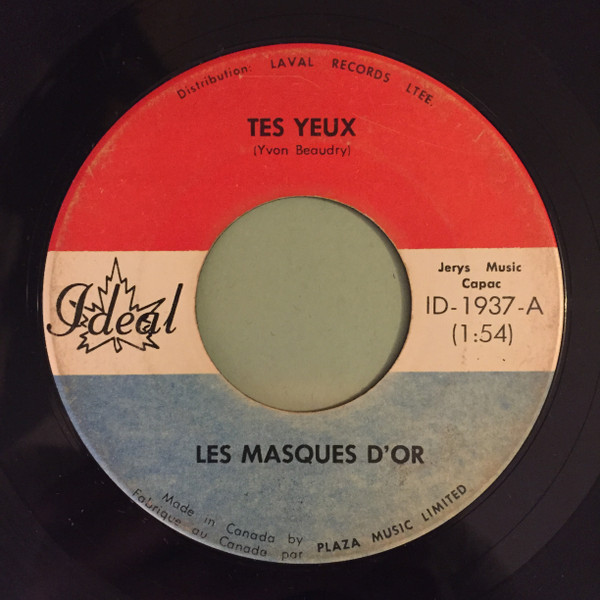 Distribution: LAVAL RECORDS LTEE.
TES YEUX
(Yvon Beaudry)
Ideal
Jerys Music
Capac
ID-1937-A
(1:54)
LES MASQUES D'OR
Made in Canada by
Fabrique au Canada par
PLAZA MUSIC LIMITED